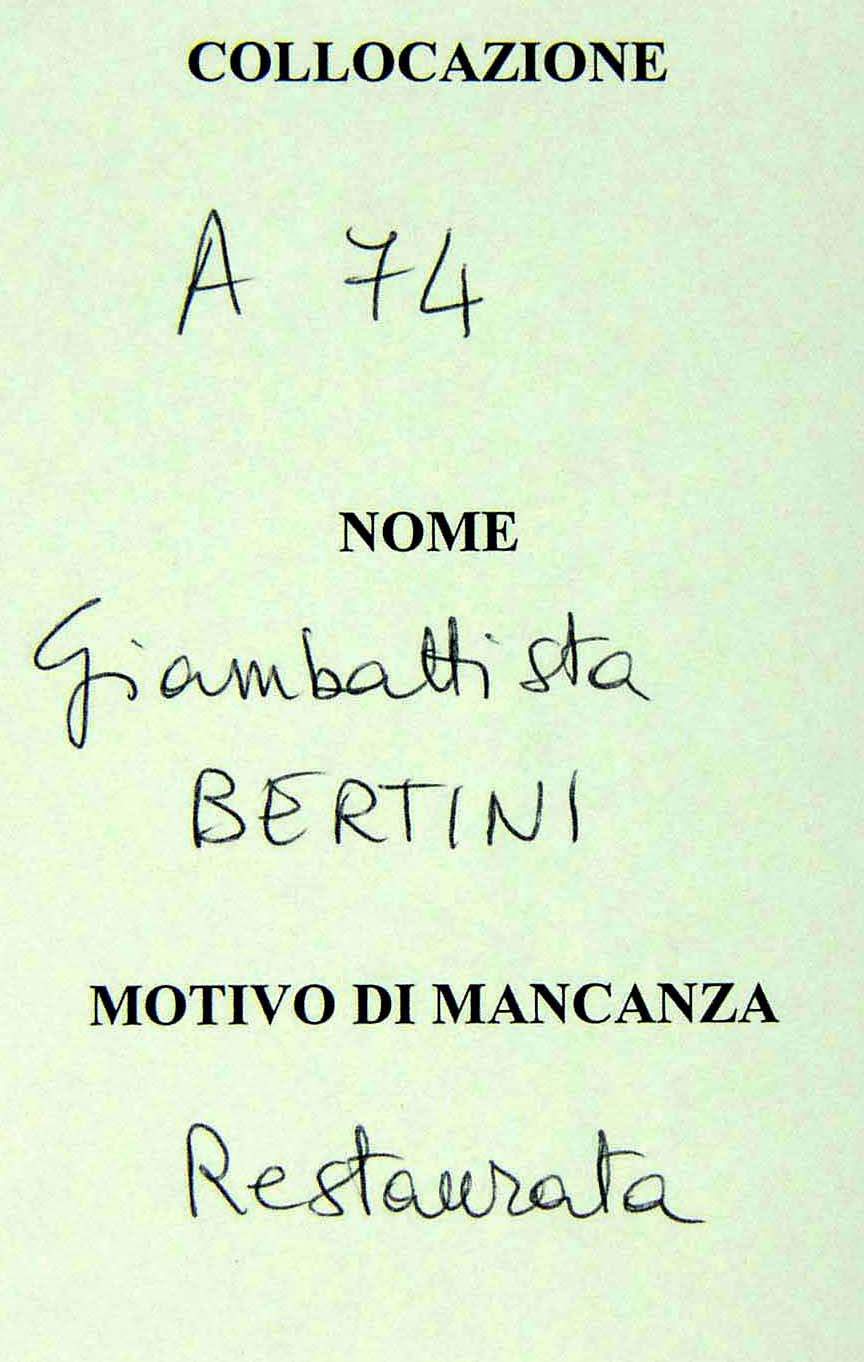 COLLOCAZIONE
A 74
NOME
Giambattista
BERTINI
MOTIVO DI MANCANZA
Restaurata